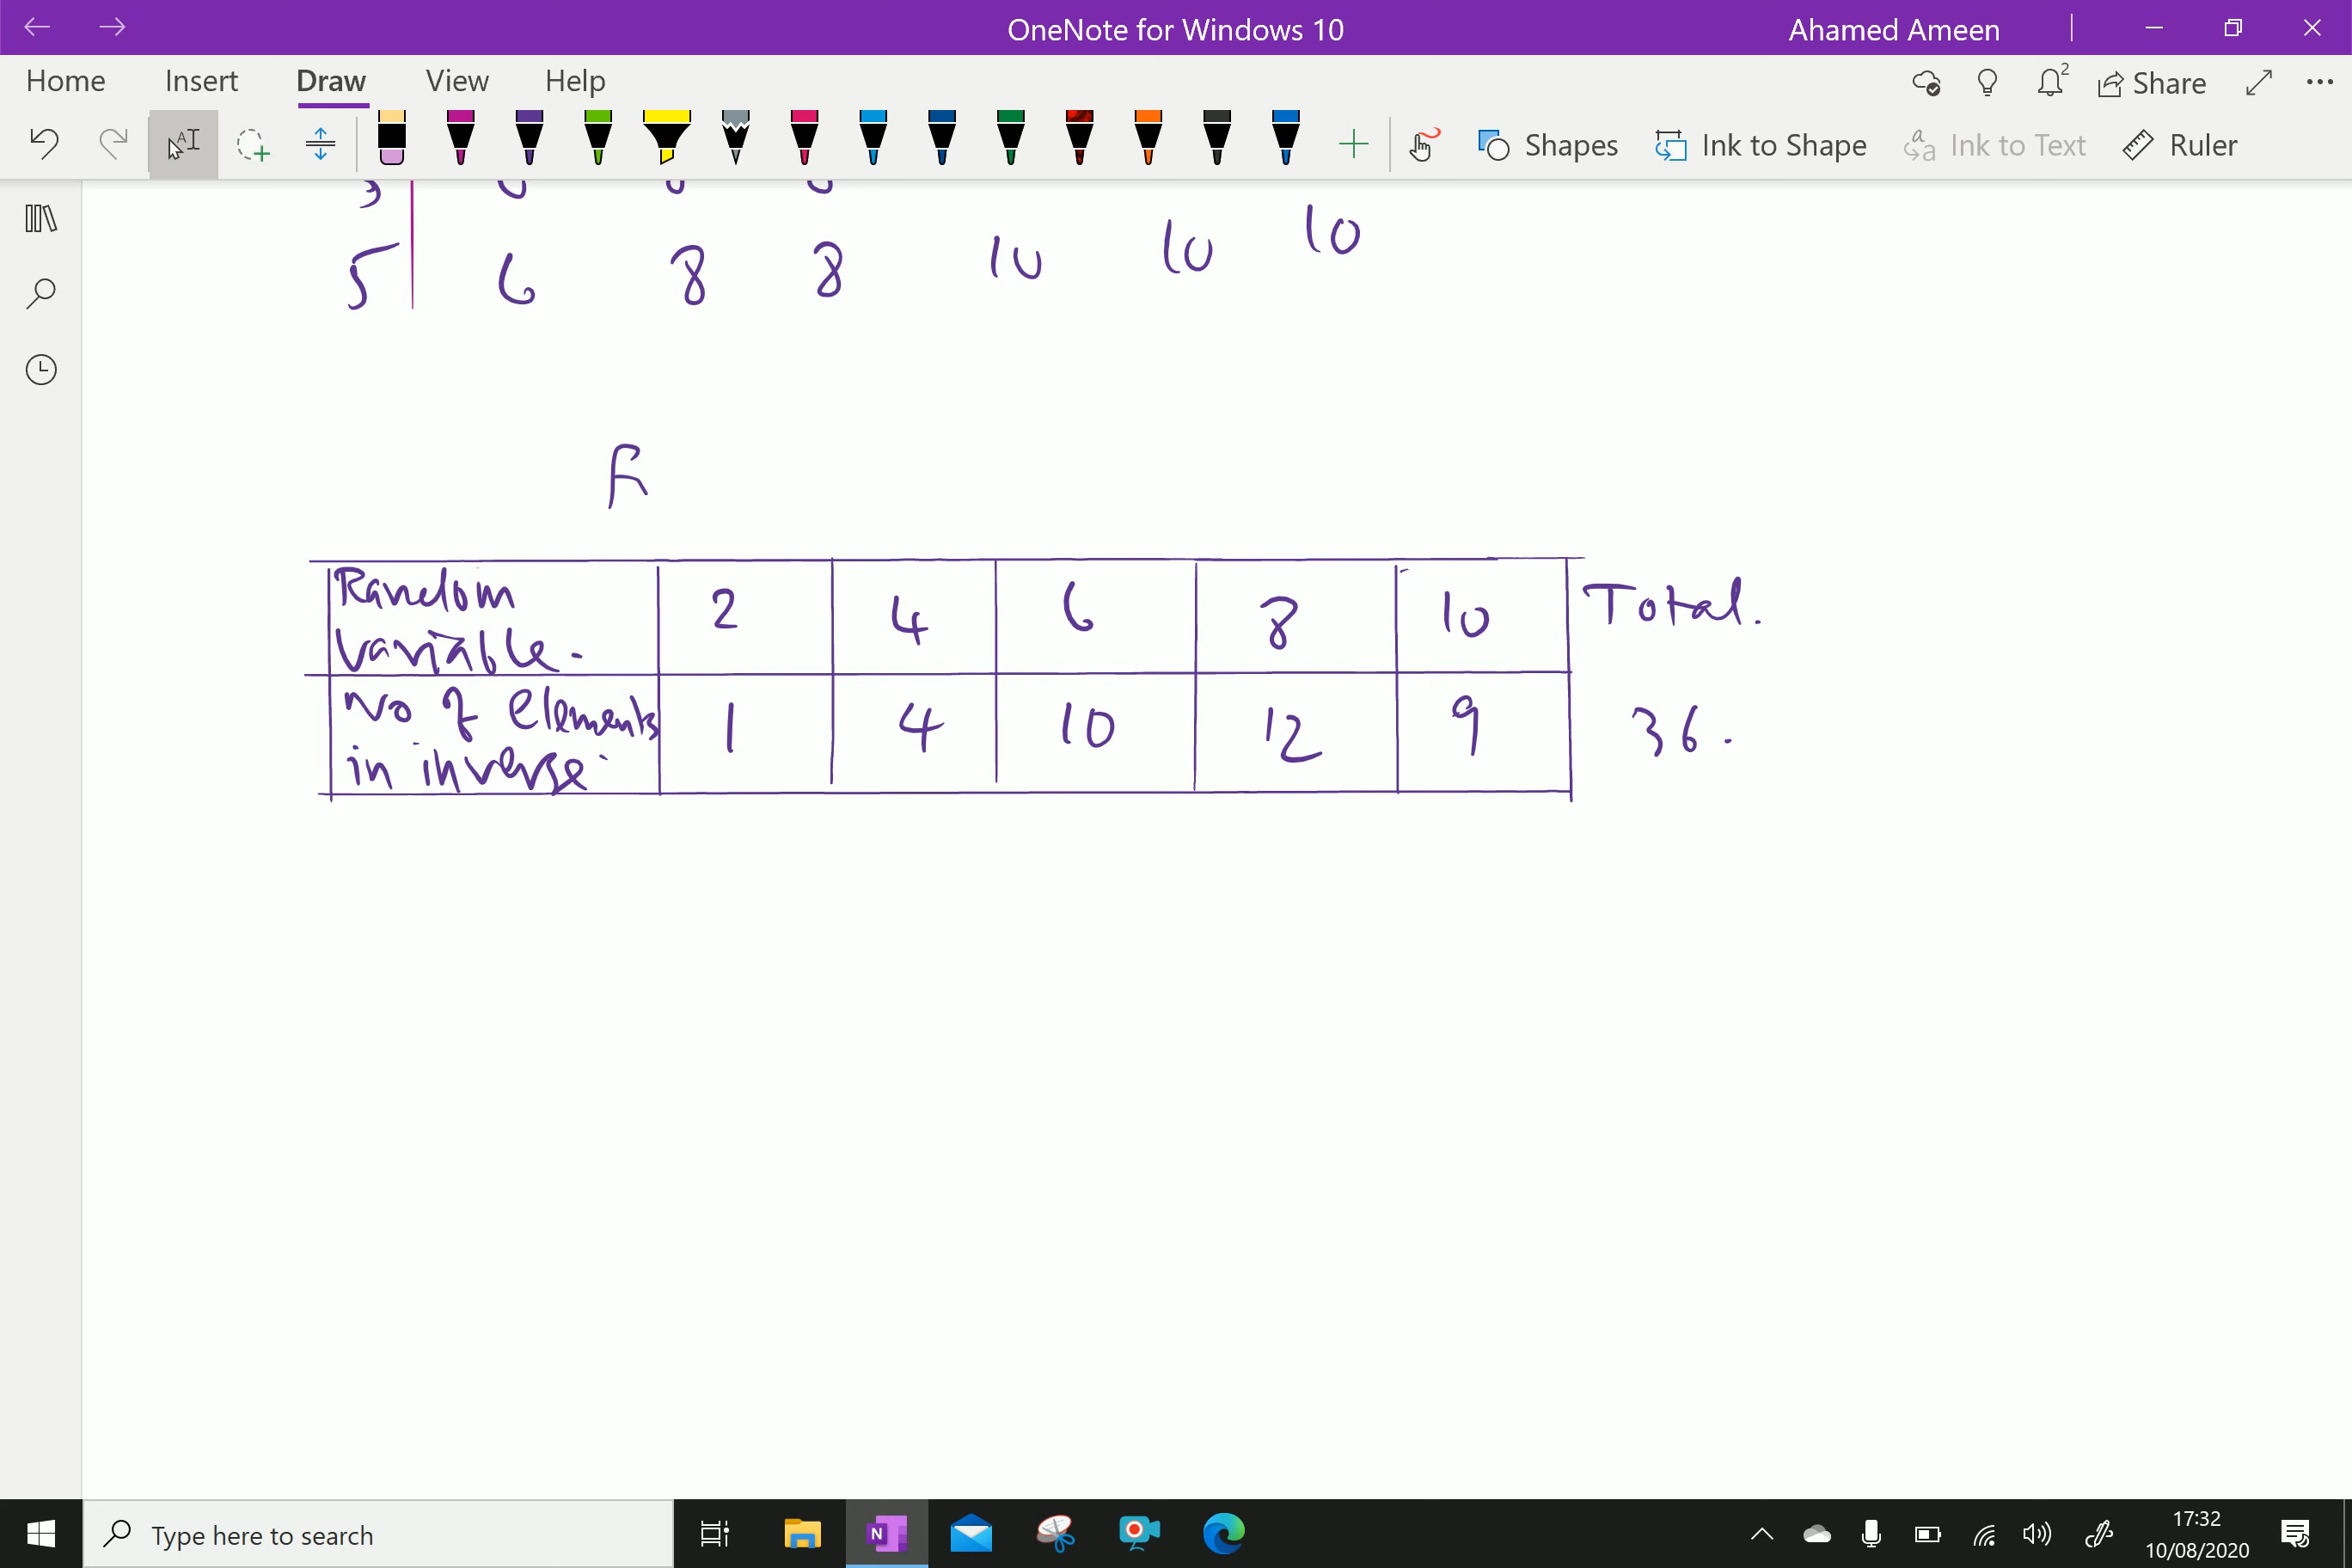 OneNote for Windows 10
Ahamed Ameen
Home Insert Draw View Help
2 Share
Shapes Ink to Shape Ink to Text Ruler
5 6 8 8 10 10 10
Random variable. 2 4 6 8 10 Total.
No of elements in inverse. 1 4 10 12 9 36.
Type here to search
17:32
10/08/2020